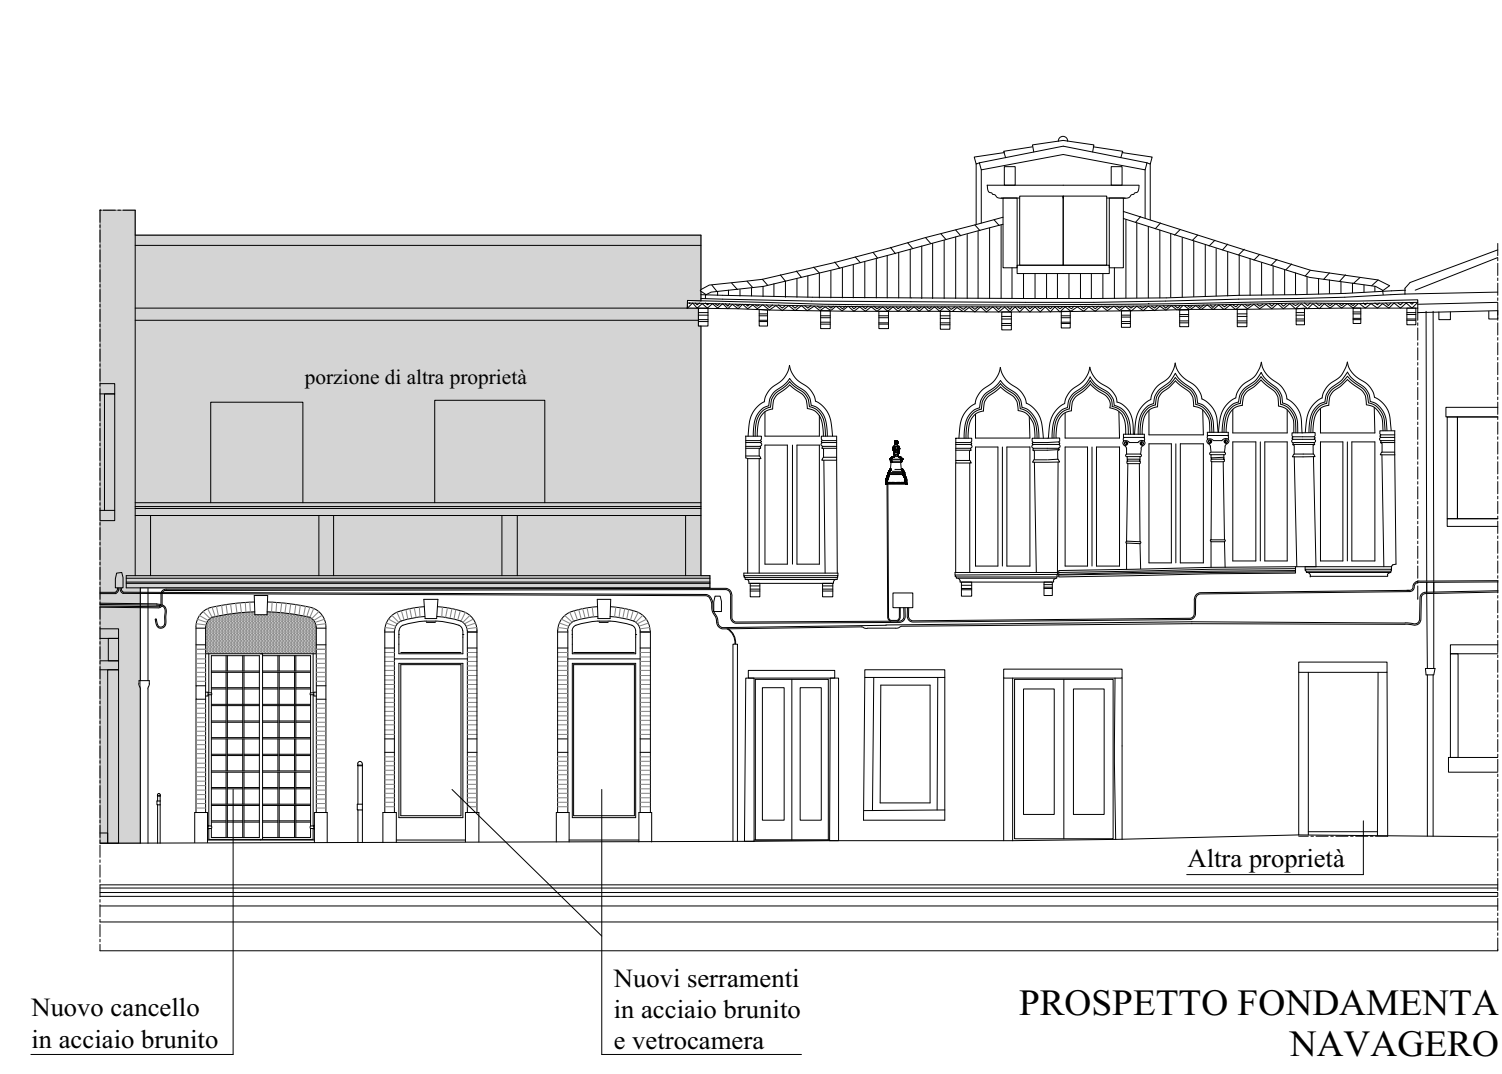 porzione di altra proprietà
Altra proprietà
Nuovo cancello
in acciaio brunito
Nuovi serramenti
in acciaio brunito
e vetrocamera
PROSPETTO FONDAMENTA
NAVAGERO